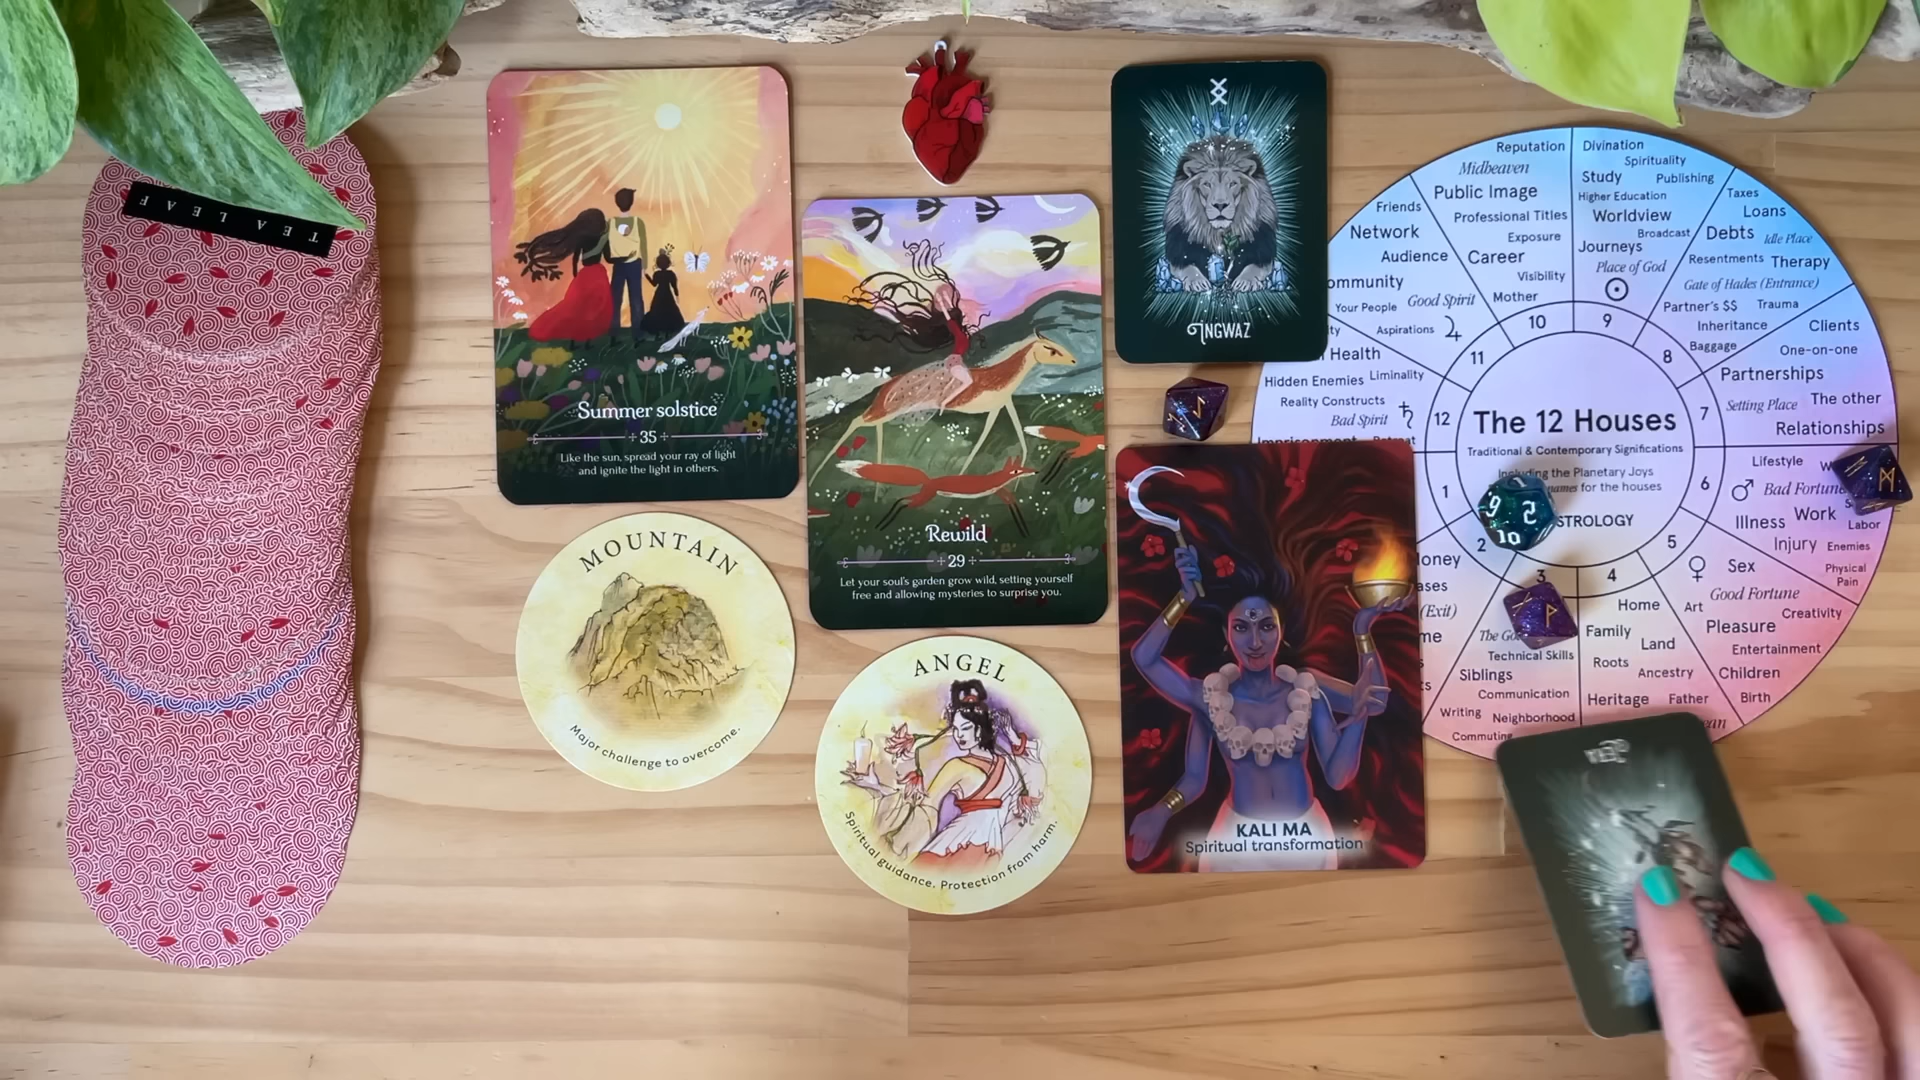 TEA LEAF
Summer solstice
35
Like the sun, spread your ray of light
and ignite the light in others.
MOUNTAIN
Major challenge to overcome.
Rewild
29
Let your soul's garden grow wild, setting yourself
free and allowing mysteries to surprise you.
ANGEL
Spiritual guidance. Protection from harm.
INGWAZ
KALI MA
Spiritual transformation
The 12 Houses
Traditional & Contemporary Significations
Including the Planetary Joys
for the houses
1
2
3
4
5
6
7
8
9
10
11
12
Reputation
Midheaven
Public Image
Professional Titles
Exposure
Career
Visibility
Mother
Divination
Spirituality
Study
Publishing
Higher Education
Worldview
Broadcast
Journeys
Place of God
Taxes
Loans
Debts
Idle Place
Resentments
Therapy
Gate of Hades (Entrance)
Partner's $$
Trauma
Inheritance
Baggage
Clients
One-on-one
Partnerships
Setting Place
The other
Relationships
Lifestyle
Bad Fortune
Illness
Work
Labor
Injury
Enemies
Physical
Pain
Sex
Good Fortune
Art
Creativity
Pleasure
Entertainment
Children
Birth
Home
Family
Land
Roots
Ancestry
Heritage
Father
Technical Skills
Siblings
Communication
Writing
Neighborhood
Commuting
(Exit)
Friends
Network
Audience
Your People
Good Spirit
Aspirations
Health
Hidden Enemies
Liminality
Reality Constructs
Bad Spirit
9
2
10